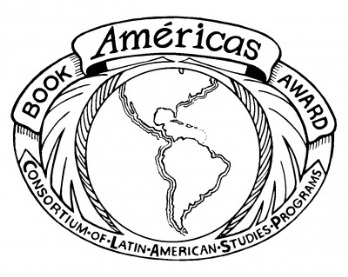 Américas
BOOK AWARD
CONSORTIUM·OF·LATIN·AMERICAN·STUDIES·PROGRAMS